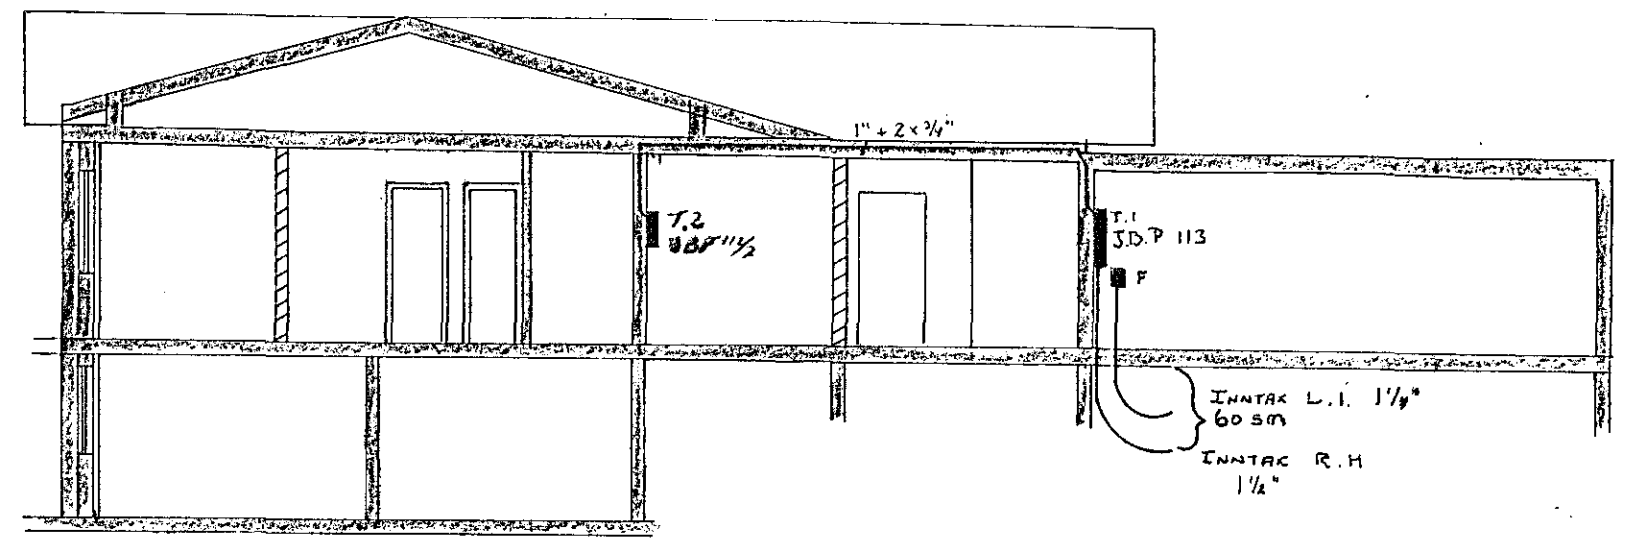 1" + 2 x 3/4"
T.2
T.1
J.B.P 113
F
INNTAK L.Í. 1 1/4"
60 sm
INNTAK R.H
1 1/2"